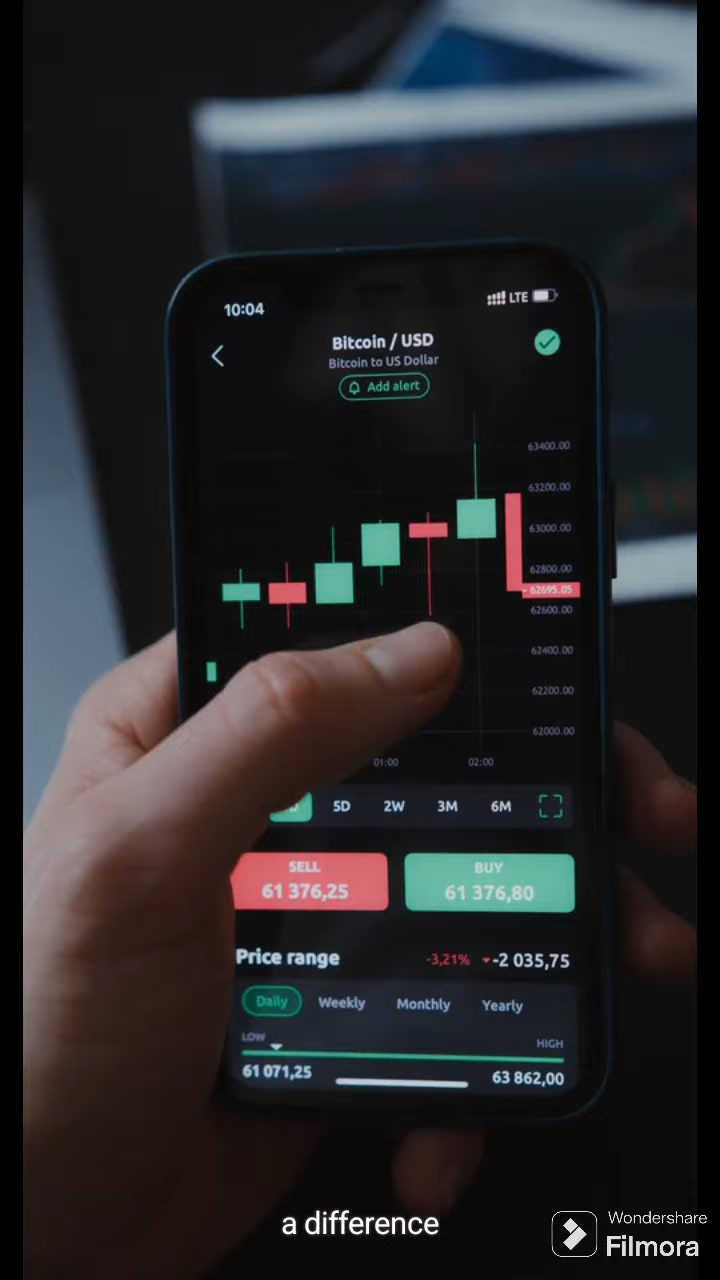 10:04
LTE
Bitcoin / USD
Bitcoin to US Dollar
Add alert
63400.00
63200.00
63000.00
62800.00
62695.05
62600.00
62400.00
62200.00
62000.00
01:00 02:00
5D 2W 3M 6M
SELL BUY
61 376,25 61 376,80
Price range -3,21% -2 035,75
Daily Weekly Monthly Yearly
LOW HIGH
61 071,25 63 862,00
a difference
Wondershare
Filmora